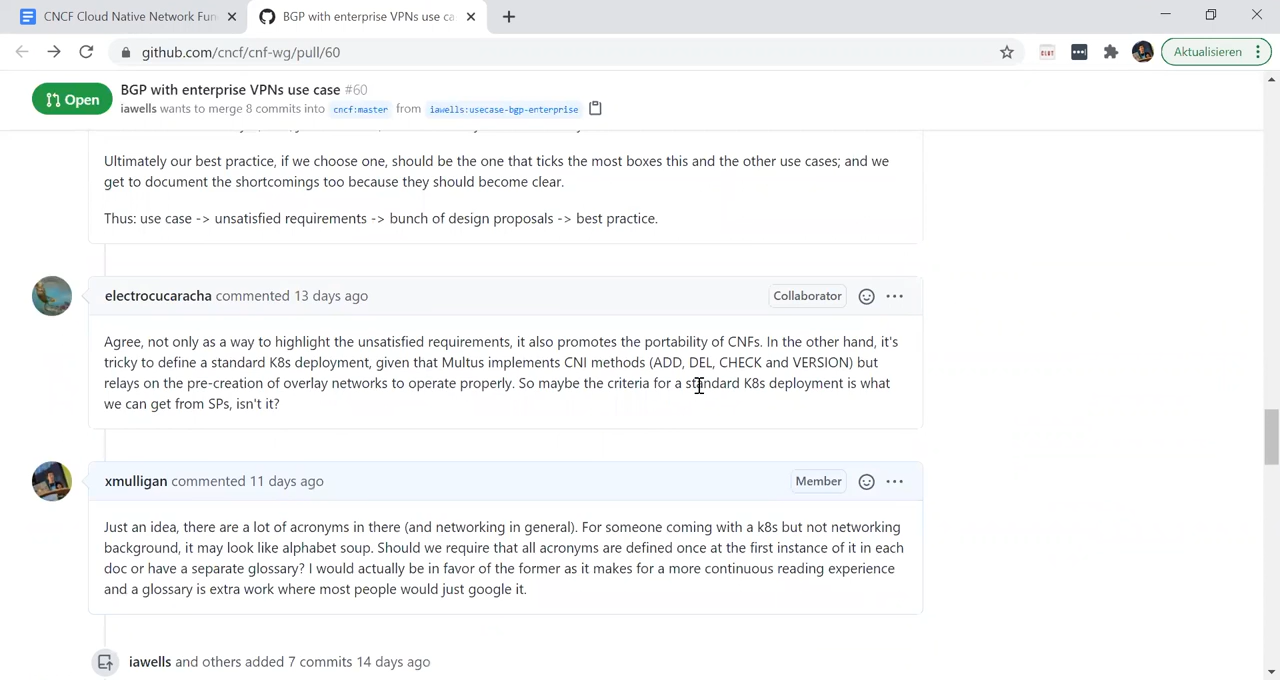 CNCF Cloud Native Network Fun
BGP with enterprise VPNs use ca
github.com/cncf/cnf-wg/pull/60
Aktualisieren
Open
BGP with enterprise VPNs use case #60
iawells wants to merge 8 commits into cncf:master from iawells:usecase-bgp-enterprise
Ultimately our best practice, if we choose one, should be the one that ticks the most boxes this and the other use cases; and we
get to document the shortcomings too because they should become clear.
Thus: use case -> unsatisfied requirements -> bunch of design proposals -> best practice.
electrocucaracha commented 13 days ago
Collaborator
Agree, not only as a way to highlight the unsatisfied requirements, it also promotes the portability of CNFs. In the other hand, it's
tricky to define a standard K8s deployment, given that Multus implements CNI methods (ADD, DEL, CHECK and VERSION) but
relays on the pre-creation of overlay networks to operate properly. So maybe the criteria for a standard K8s deployment is what
we can get from SPs, isn't it?
xmulligan commented 11 days ago
Member
Just an idea, there are a lot of acronyms in there (and networking in general). For someone coming with a k8s but not networking
background, it may look like alphabet soup. Should we require that all acronyms are defined once at the first instance of it in each
doc or have a separate glossary? I would actually be in favor of the former as it makes for a more continuous reading experience
and a glossary is extra work where most people would just google it.
iawells and others added 7 commits 14 days ago